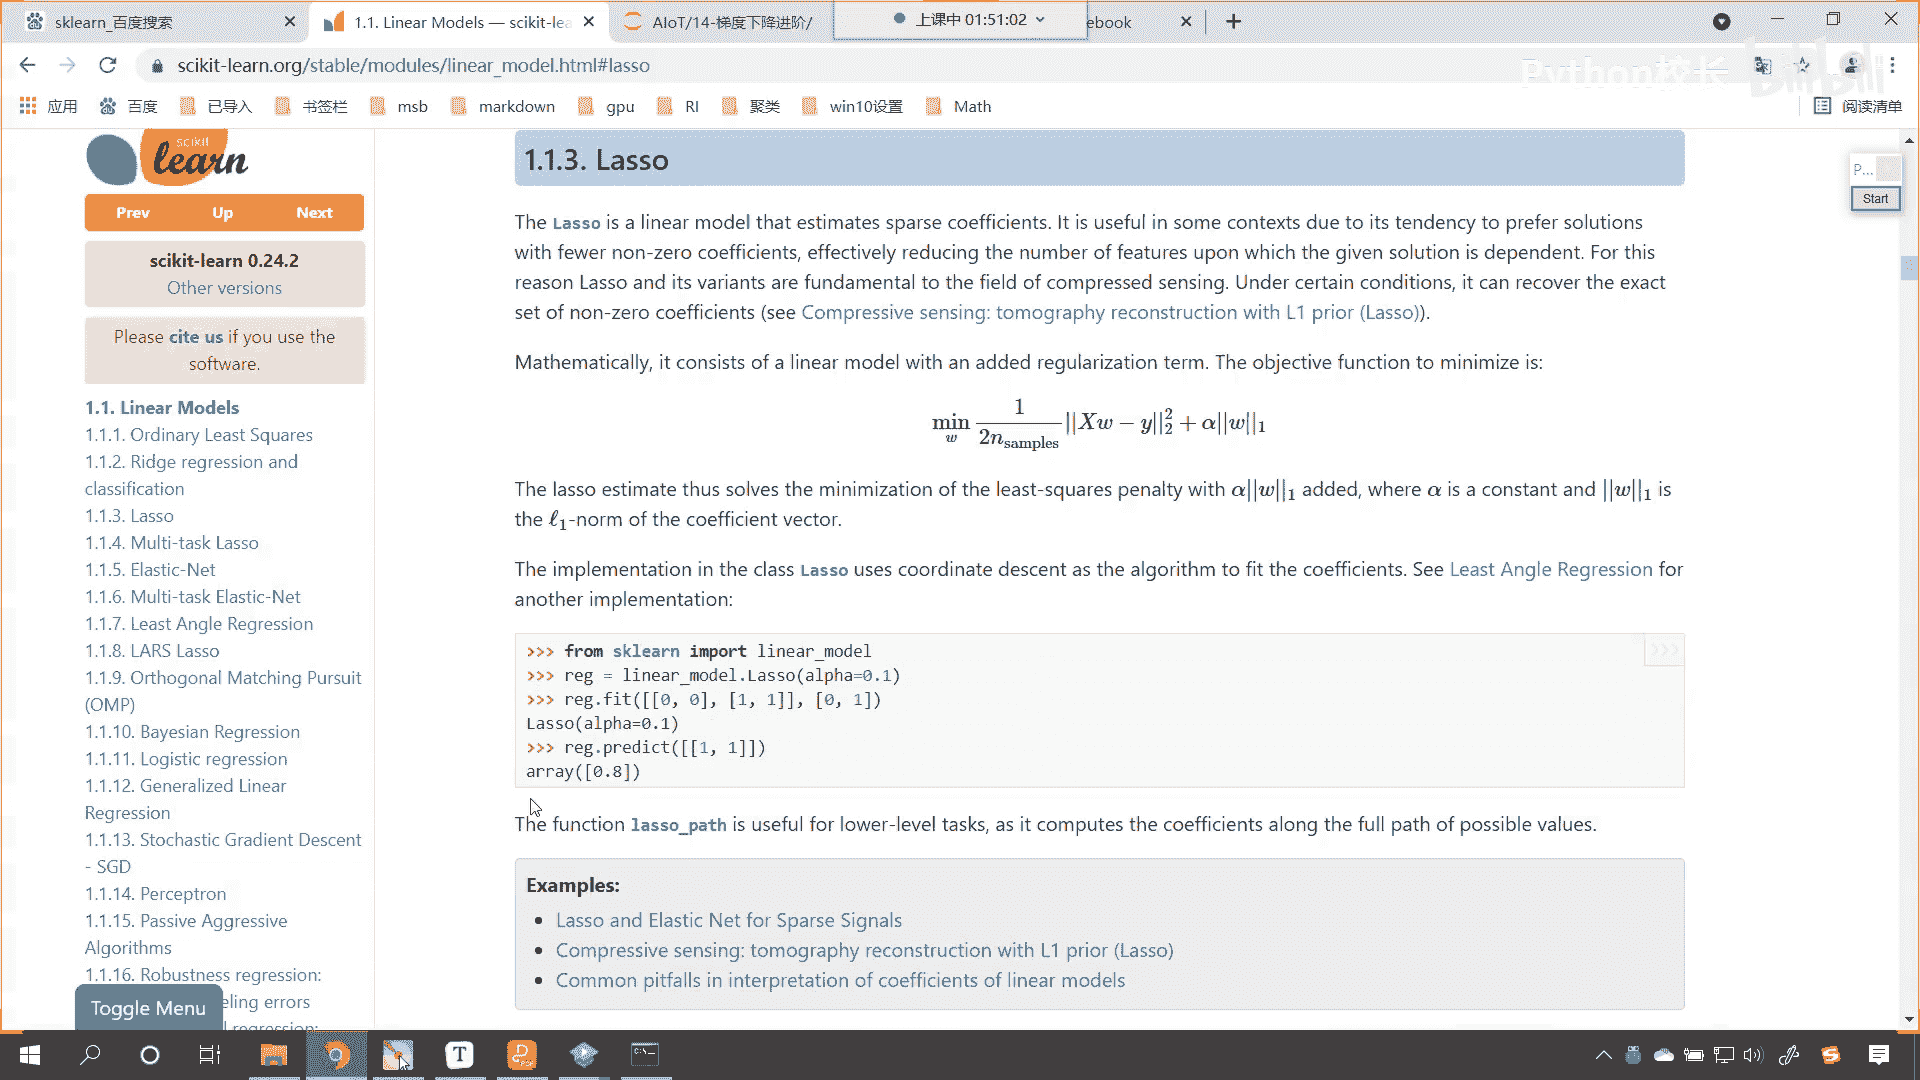 sklearn_百度搜索
1.1. Linear Models — scikit-lea
AIoT/14-梯度下降进阶/
上课中 01:51:02
ebook
scikit-learn.org/stable/modules/linear_model.html#lasso
Python校长
bilibili
应用 百度 已导入 书签栏 msb markdown gpu RI 聚类 win10设置 Math 阅读清单
scikit
learn
Prev Up Next
scikit-learn 0.24.2
Other versions
Please cite us if you use the
software.
1.1. Linear Models
1.1.1. Ordinary Least Squares
1.1.2. Ridge regression and
classification
1.1.3. Lasso
1.1.4. Multi-task Lasso
1.1.5. Elastic-Net
1.1.6. Multi-task Elastic-Net
1.1.7. Least Angle Regression
1.1.8. LARS Lasso
1.1.9. Orthogonal Matching Pursuit
(OMP)
1.1.10. Bayesian Regression
1.1.11. Logistic regression
1.1.12. Generalized Linear
Regression
1.1.13. Stochastic Gradient Descent
- SGD
1.1.14. Perceptron
1.1.15. Passive Aggressive
Algorithms
1.1.16. Robustness regression:
eling errors
regression:
Toggle Menu
1.1.3. Lasso
The Lasso is a linear model that estimates sparse coefficients. It is useful in some contexts due to its tendency to prefer solutions
with fewer non-zero coefficients, effectively reducing the number of features upon which the given solution is dependent. For this
reason Lasso and its variants are fundamental to the field of compressed sensing. Under certain conditions, it can recover the exact
set of non-zero coefficients (see Compressive sensing: tomography reconstruction with L1 prior (Lasso)).
Mathematically, it consists of a linear model with an added regularization term. The objective function to minimize is:
min_w 1/(2n_samples) ||Xw − y||₂² + α||w||₁
The lasso estimate thus solves the minimization of the least-squares penalty with α||w||₁ added, where α is a constant and ||w||₁ is
the ℓ₁-norm of the coefficient vector.
The implementation in the class Lasso uses coordinate descent as the algorithm to fit the coefficients. See Least Angle Regression for
another implementation:
>>> from sklearn import linear_model
>>> reg = linear_model.Lasso(alpha=0.1)
>>> reg.fit([[0, 0], [1, 1]], [0, 1])
Lasso(alpha=0.1)
>>> reg.predict([[1, 1]])
array([0.8])
>>>
The function lasso_path is useful for lower-level tasks, as it computes the coefficients along the full path of possible values.
Examples:
• Lasso and Elastic Net for Sparse Signals
• Compressive sensing: tomography reconstruction with L1 prior (Lasso)
• Common pitfalls in interpretation of coefficients of linear models
P...
Start